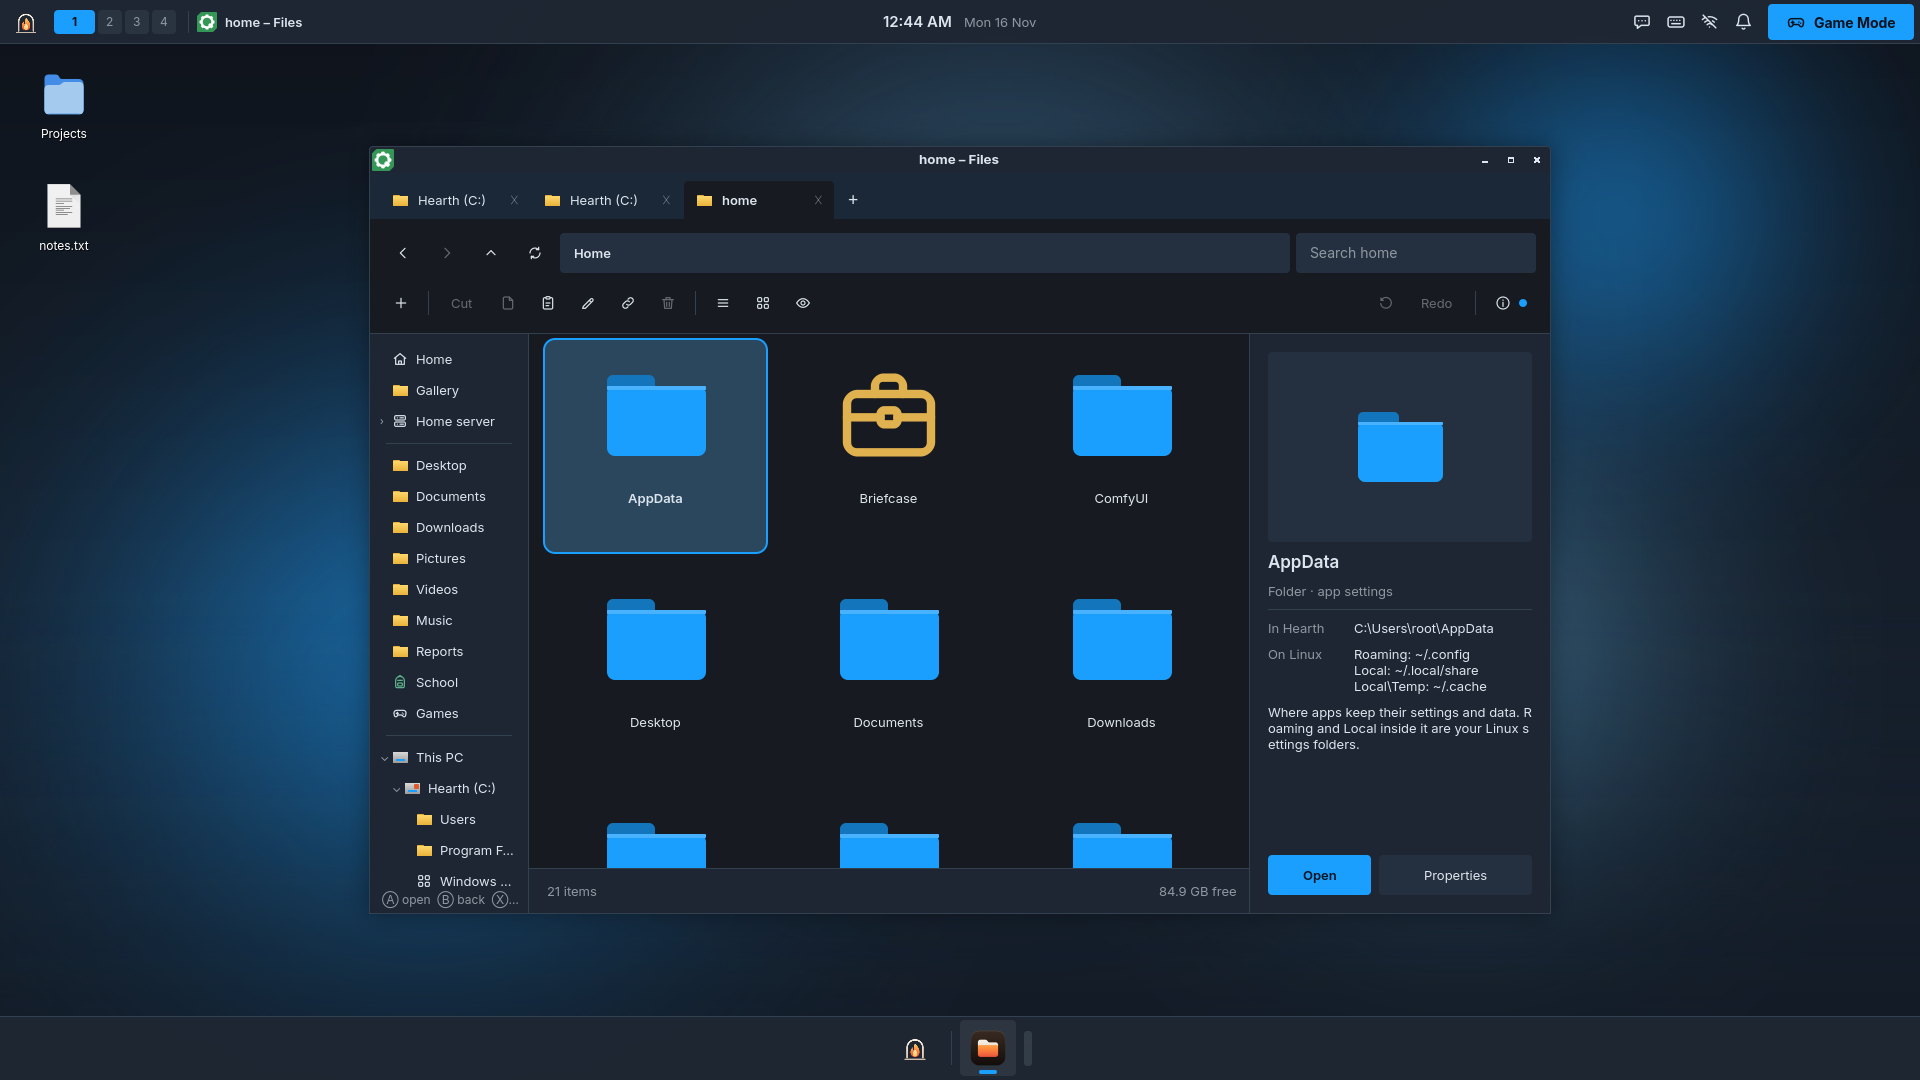 1 2 3 4 home – Files 12:44 AM Mon 16 Nov Game Mode
Projects
notes.txt
home – Files
Hearth (C:) X Hearth (C:) X home X +
Home Search home
Cut Redo
Home
Gallery
Home server
Desktop
Documents
Downloads
Pictures
Videos
Music
Reports
School
Games
This PC
Hearth (C:)
Users
Program F...
Windows ...
A open B back X...
AppData Briefcase ComfyUI
Desktop Documents Downloads
21 items 84.9 GB free
AppData
Folder · app settings
In Hearth C:\Users\root\AppData
On Linux Roaming: ~/.config
Local: ~/.local/share
Local\Temp: ~/.cache
Where apps keep their settings and data. R
oaming and Local inside it are your Linux s
ettings folders.
Open Properties